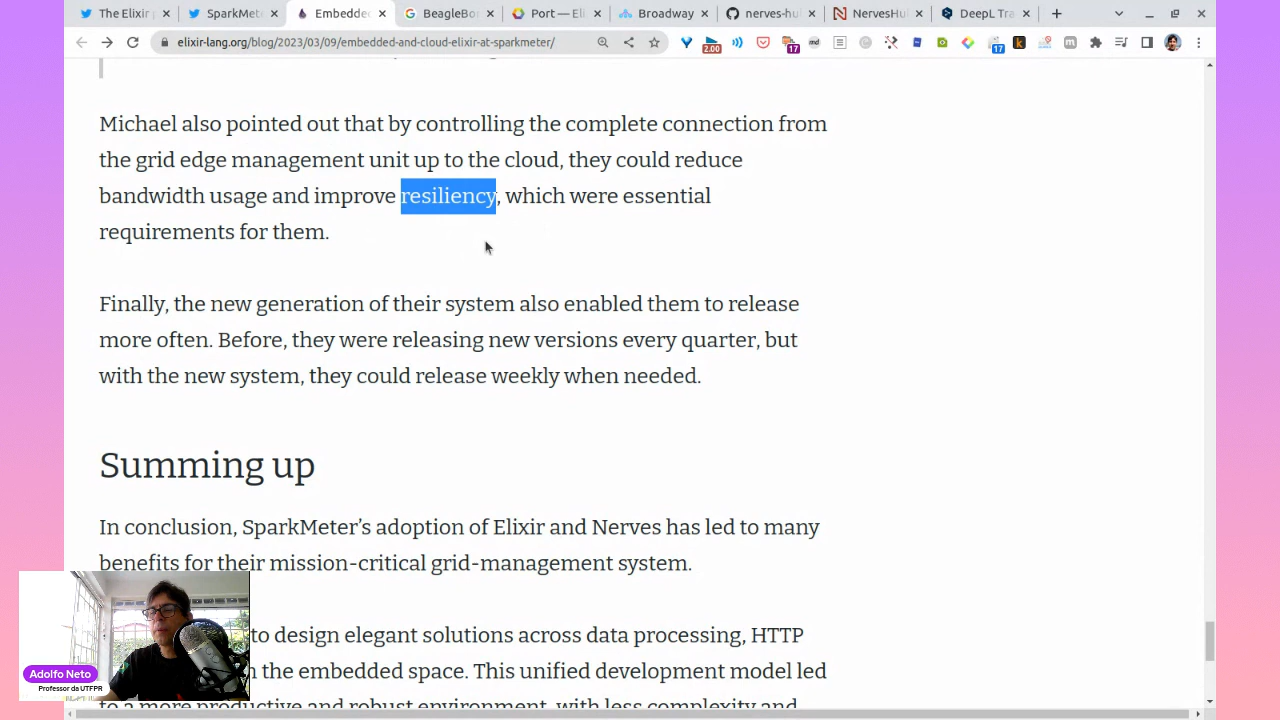 The Elixir
SparkMete
Embedded
BeagleBo
Port — Eli
Broadway
nerves-hu
NervesHu
DeepL Tra
elixir-lang.org/blog/2023/03/09/embedded-and-cloud-elixir-at-sparkmeter/
2.00
17
md
17
Michael also pointed out that by controlling the complete connection from
the grid edge management unit up to the cloud, they could reduce
bandwidth usage and improve resiliency, which were essential
requirements for them.
Finally, the new generation of their system also enabled them to release
more often. Before, they were releasing new versions every quarter, but
with the new system, they could release weekly when needed.
Summing up
In conclusion, SparkMeter’s adoption of Elixir and Nerves has led to many
benefits for their mission-critical grid-management system.
to design elegant solutions across data processing, HTTP
the embedded space. This unified development model led
to a more productive and robust environment, with less complexity and
Adolfo Neto
Professor da UTFPR